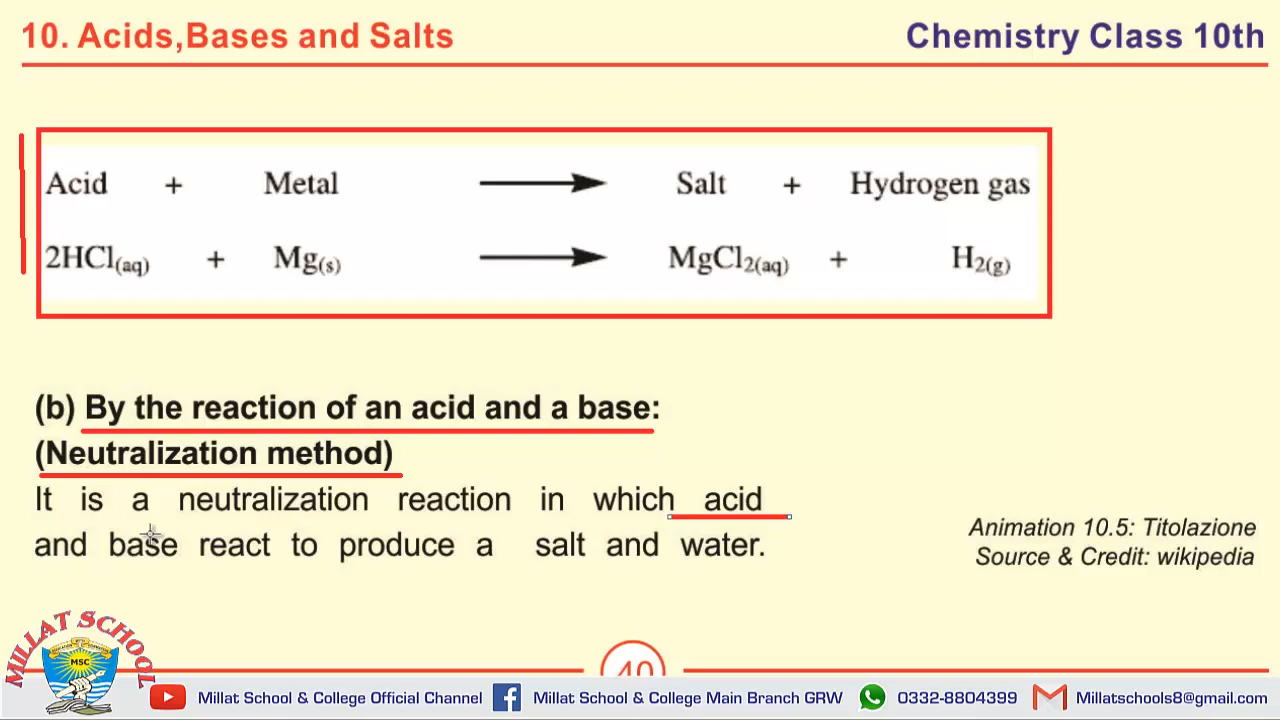 10. Acids,Bases and Salts
Chemistry Class 10th
Acid + Metal ⟶ Salt + Hydrogen gas
2HCl(aq) + Mg(s) ⟶ MgCl2(aq) + H2(g)
(b) By the reaction of an acid and a base:
(Neutralization method)
It is a neutralization reaction in which acid
and base react to produce a salt and water.
Animation 10.5: Titolazione
Source & Credit: wikipedia
40
MILLAT SCHOOL
MSC
Millat School & College Official Channel
Millat School & College Main Branch GRW
0332-8804399
Millatschools8@gmail.com